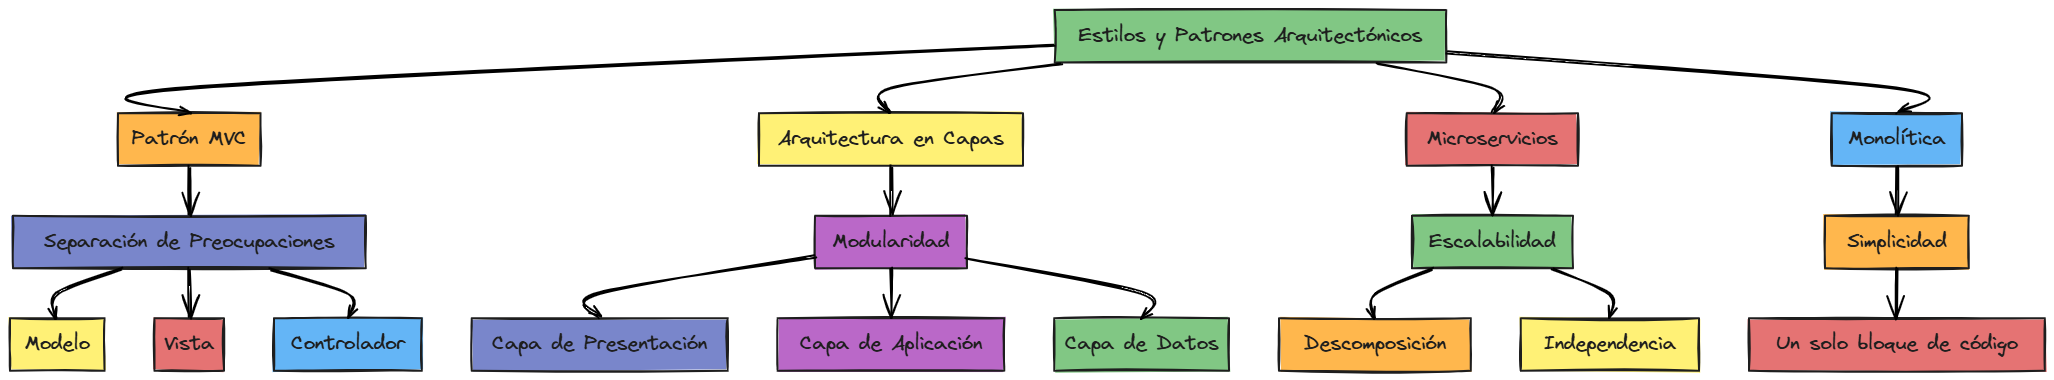 Estilos y Patrones Arquitectónicos
Patrón MVC
Arquitectura en Capas
Microservicios
Monolítica
Separación de Preocupaciones
Modularidad
Escalabilidad
Simplicidad
Modelo
Vista
Controlador
Capa de Presentación
Capa de Aplicación
Capa de Datos
Descomposición
Independencia
Un solo bloque de código